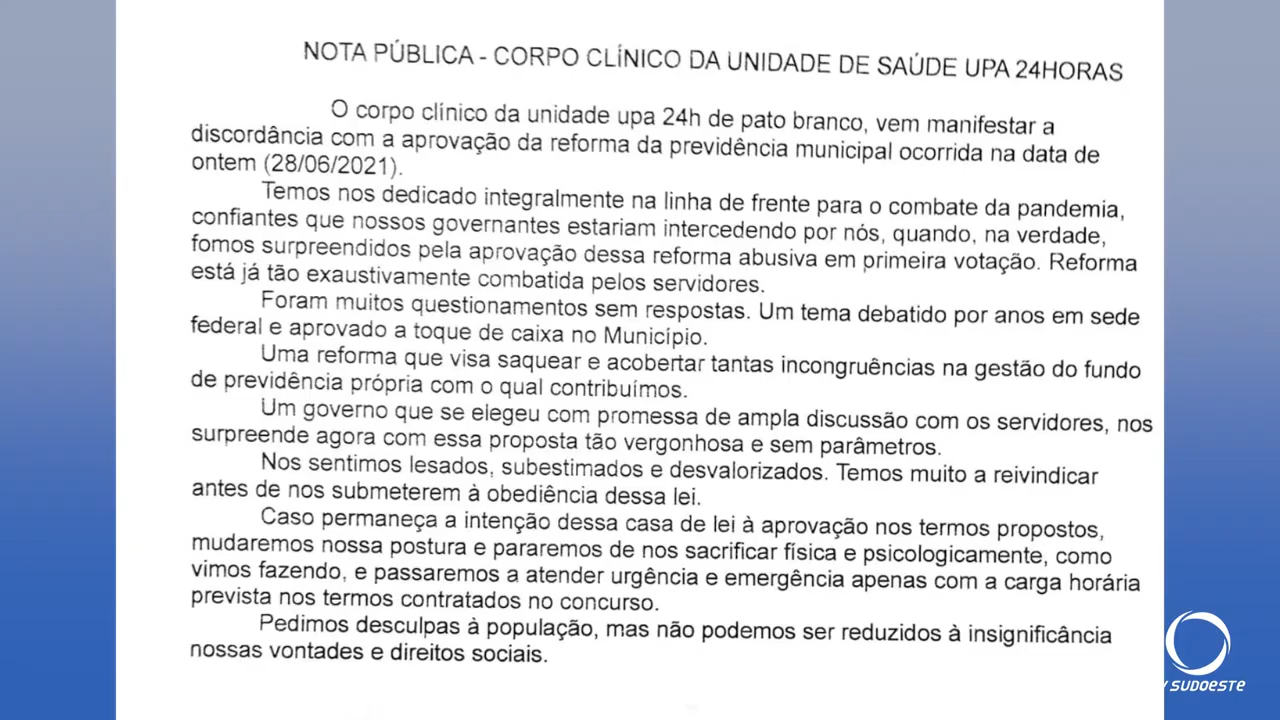 NOTA PÚBLICA - CORPO CLÍNICO DA UNIDADE DE SAÚDE UPA 24HORAS
O corpo clínico da unidade upa 24h de pato branco, vem manifestar a
discordância com a aprovação da reforma da previdência municipal ocorrida na data de
ontem (28/06/2021).
Temos nos dedicado integralmente na linha de frente para o combate da pandemia,
confiantes que nossos governantes estariam intercedendo por nós, quando, na verdade,
fomos surpreendidos pela aprovação dessa reforma abusiva em primeira votação. Reforma
está já tão exaustivamente combatida pelos servidores.
Foram muitos questionamentos sem respostas. Um tema debatido por anos em sede
federal e aprovado a toque de caixa no Município.
Uma reforma que visa saquear e acobertar tantas incongruências na gestão do fundo
de previdência própria com o qual contribuímos.
Um governo que se elegeu com promessa de ampla discussão com os servidores, nos
surpreende agora com essa proposta tão vergonhosa e sem parâmetros.
Nos sentimos lesados, subestimados e desvalorizados. Temos muito a reivindicar
antes de nos submeterem à obediência dessa lei.
Caso permaneça a intenção dessa casa de lei à aprovação nos termos propostos,
mudaremos nossa postura e pararemos de nos sacrificar física e psicologicamente, como
vimos fazendo, e passaremos a atender urgência e emergência apenas com a carga horária
prevista nos termos contratados no concurso.
Pedimos desculpas à população, mas não podemos ser reduzidos à insignificância
nossas vontades e direitos sociais.
SUDOESTE